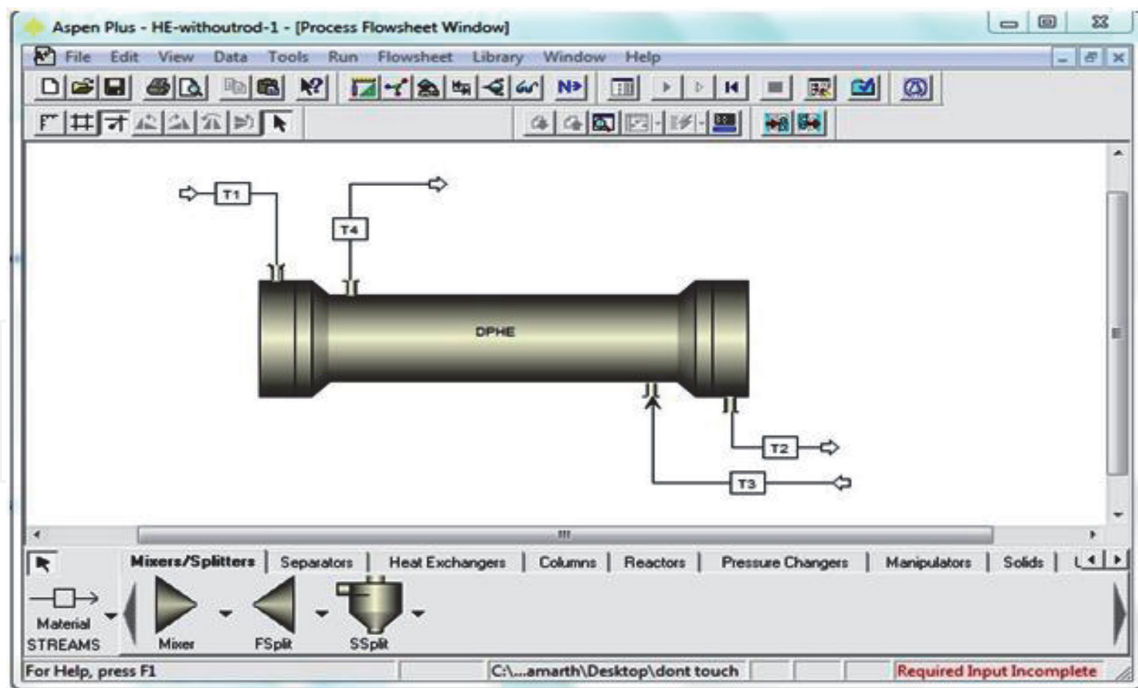 Aspen Plus - HE-withoutrod-1 - [Process Flowsheet Window]
File Edit View Data Tools Run Flowsheet Library Window Help
N>
T1
T4
DPHE
T2
T3
Mixers/Splitters Separators Heat Exchangers Columns Reactors Pressure Changers Manipulators Solids
Material
STREAMS Mixer FSplit SSplit
For Help, press F1 C:\...amarth\Desktop\dont touch Required Input Incomplete